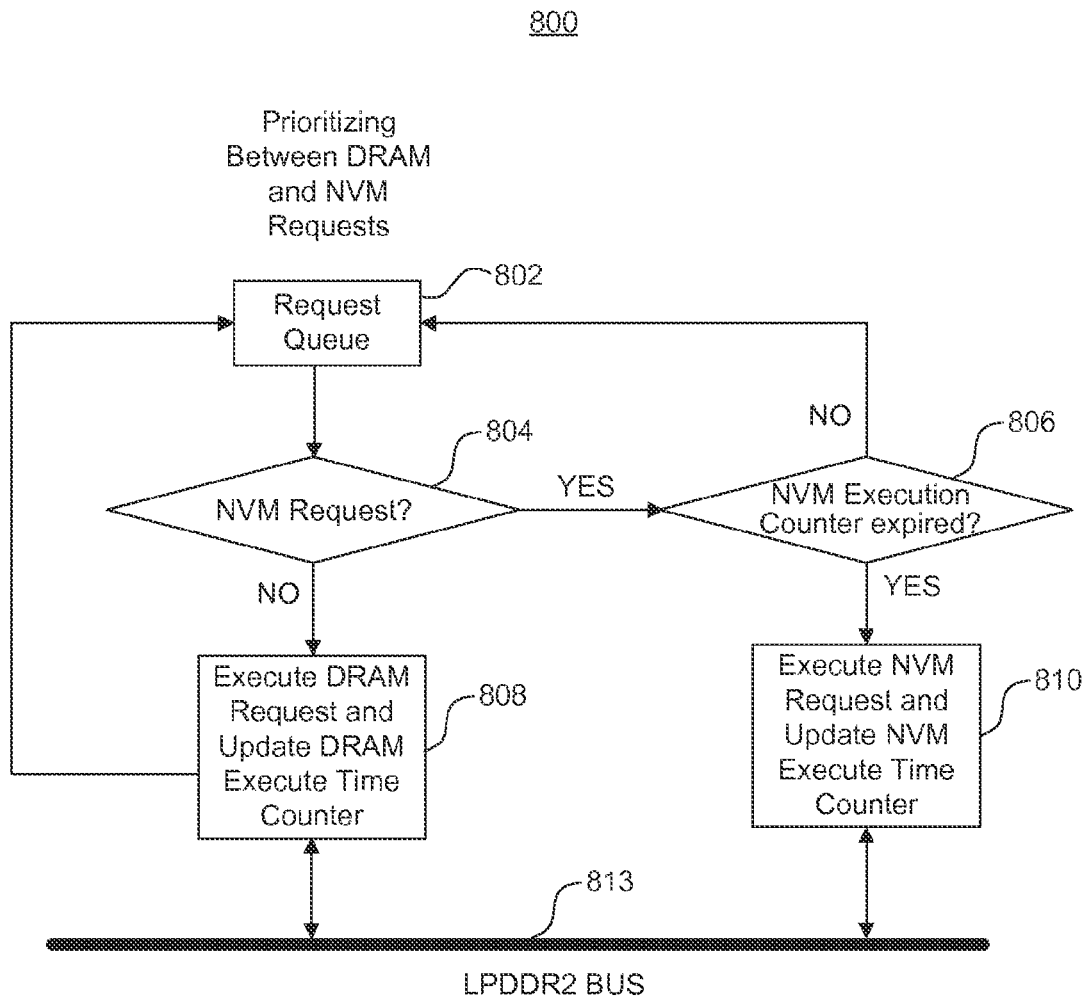 800
Prioritizing
Between DRAM
and NVM
Requests
802
Request
Queue
NO
804
806
YES
NVM Request?
NVM Execution
Counter expired?
NO
YES
Execute DRAM
Request and
Update DRAM
Execute Time
Counter
808
Execute NVM
Request and
Update NVM
Execute Time
Counter
810
813
LPDDR2 BUS